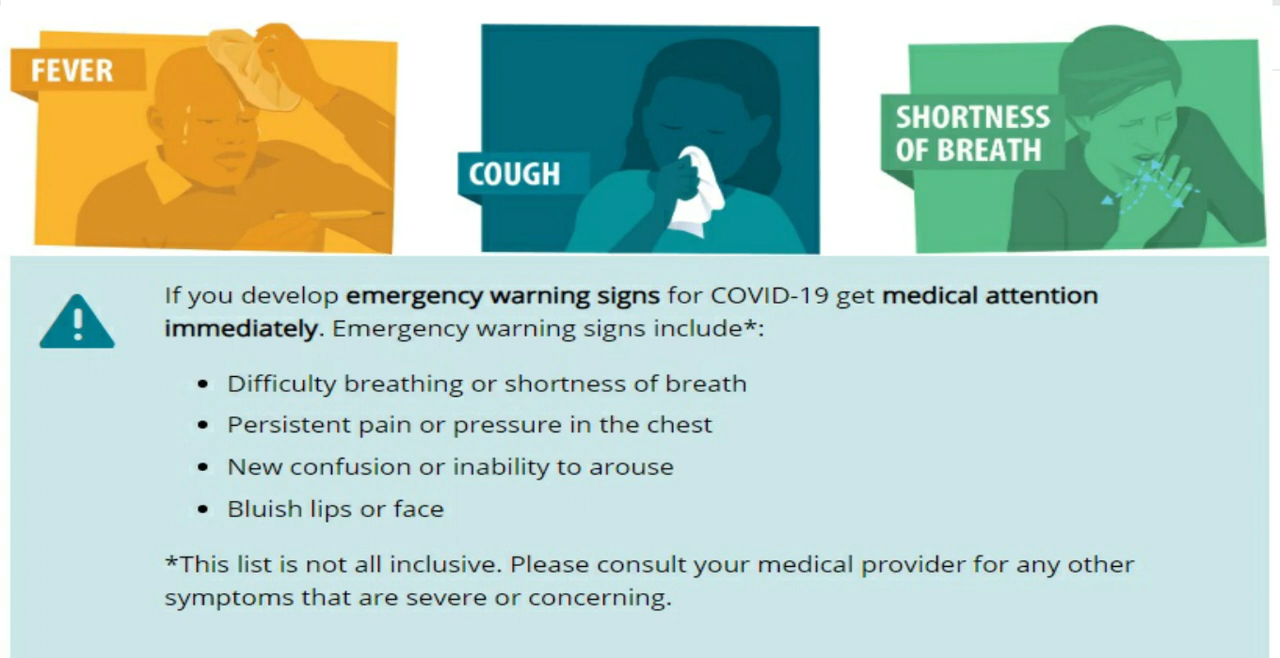 FEVER
COUGH
SHORTNESS
OF BREATH
If you develop emergency warning signs for COVID-19 get medical attention
immediately. Emergency warning signs include*:
• Difficulty breathing or shortness of breath
• Persistent pain or pressure in the chest
• New confusion or inability to arouse
• Bluish lips or face
*This list is not all inclusive. Please consult your medical provider for any other
symptoms that are severe or concerning.